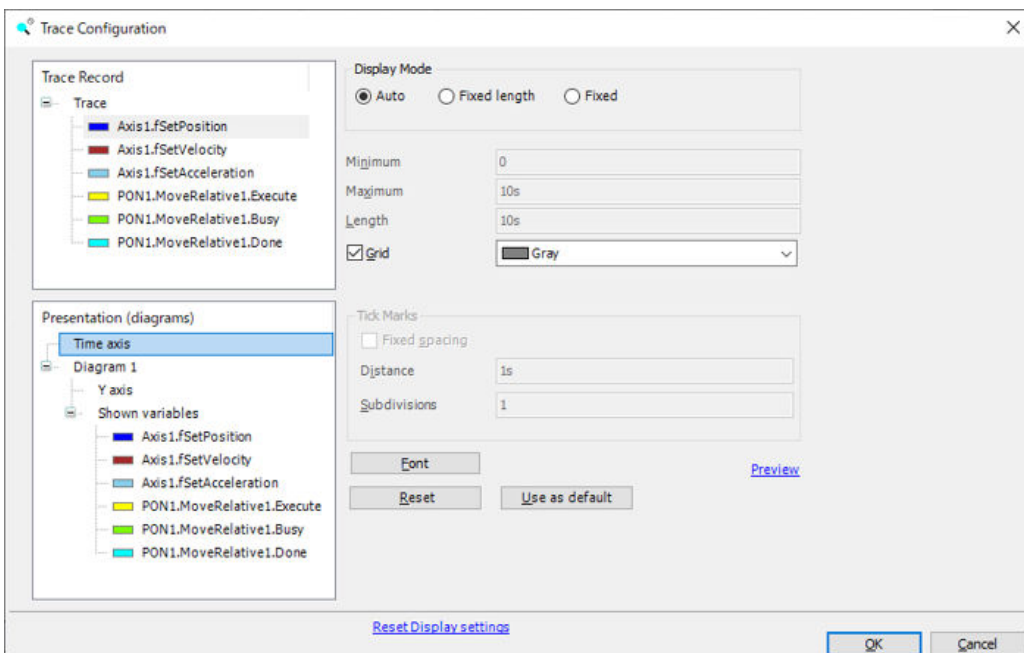 Trace Configuration
Trace Record
Trace
Axis1.fSetPosition
Axis1.fSetVelocity
Axis1.fSetAcceleration
PON1.MoveRelative1.Execute
PON1.MoveRelative1.Busy
PON1.MoveRelative1.Done
Presentation (diagrams)
Time axis
Diagram 1
Y axis
Shown variables
Axis1.fSetPosition
Axis1.fSetVelocity
Axis1.fSetAcceleration
PON1.MoveRelative1.Execute
PON1.MoveRelative1.Busy
PON1.MoveRelative1.Done
Display Mode
Auto Fixed length Fixed
Minimum 0
Maximum 10s
Length 10s
Grid Gray
Tick Marks
Fixed spacing
Distance 1s
Subdivisions 1
Font Preview
Reset Use as default
Reset Display settings
OK Cancel